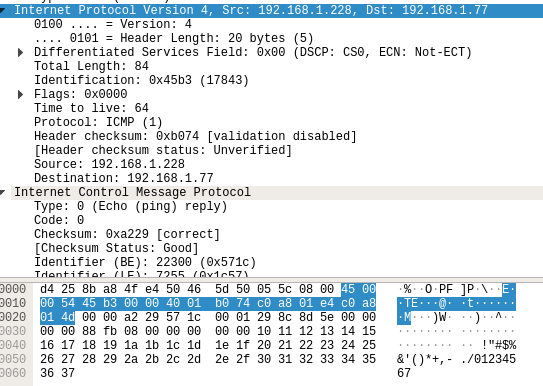 Internet Protocol Version 4, Src: 192.168.1.228, Dst: 192.168.1.77
0100 .... = Version: 4
.... 0101 = Header Length: 20 bytes (5)
Differentiated Services Field: 0x00 (DSCP: CS0, ECN: Not-ECT)
Total Length: 84
Identification: 0x45b3 (17843)
Flags: 0x0000
Time to live: 64
Protocol: ICMP (1)
Header checksum: 0xb074 [validation disabled]
[Header checksum status: Unverified]
Source: 192.168.1.228
Destination: 192.168.1.77
Internet Control Message Protocol
Type: 0 (Echo (ping) reply)
Code: 0
Checksum: 0xa229 [correct]
[Checksum Status: Good]
Identifier (BE): 22300 (0x571c)
Identifier (LE): 7255 (0x1c57)
0000 d4 25 8b a8 4f e4 50 46 5d 50 05 5c 08 00 45 00 ·%··O·PF ]P·\··E·
0010 00 54 45 b3 00 00 40 01 b0 74 c0 a8 01 e4 c0 a8 ·TE···@· ·t······
0020 01 4d 00 00 a2 29 57 1c 00 01 29 8c 8d 5e 00 00 ·M···)W· ··)··^··
0030 00 00 88 fb 08 00 00 00 00 00 10 11 12 13 14 15 ········ ········
0040 16 17 18 19 1a 1b 1c 1d 1e 1f 20 21 22 23 24 25 ········ ·· !"#$%
0050 26 27 28 29 2a 2b 2c 2d 2e 2f 30 31 32 33 34 35 &'()*+,- ./012345
0060 36 37 67